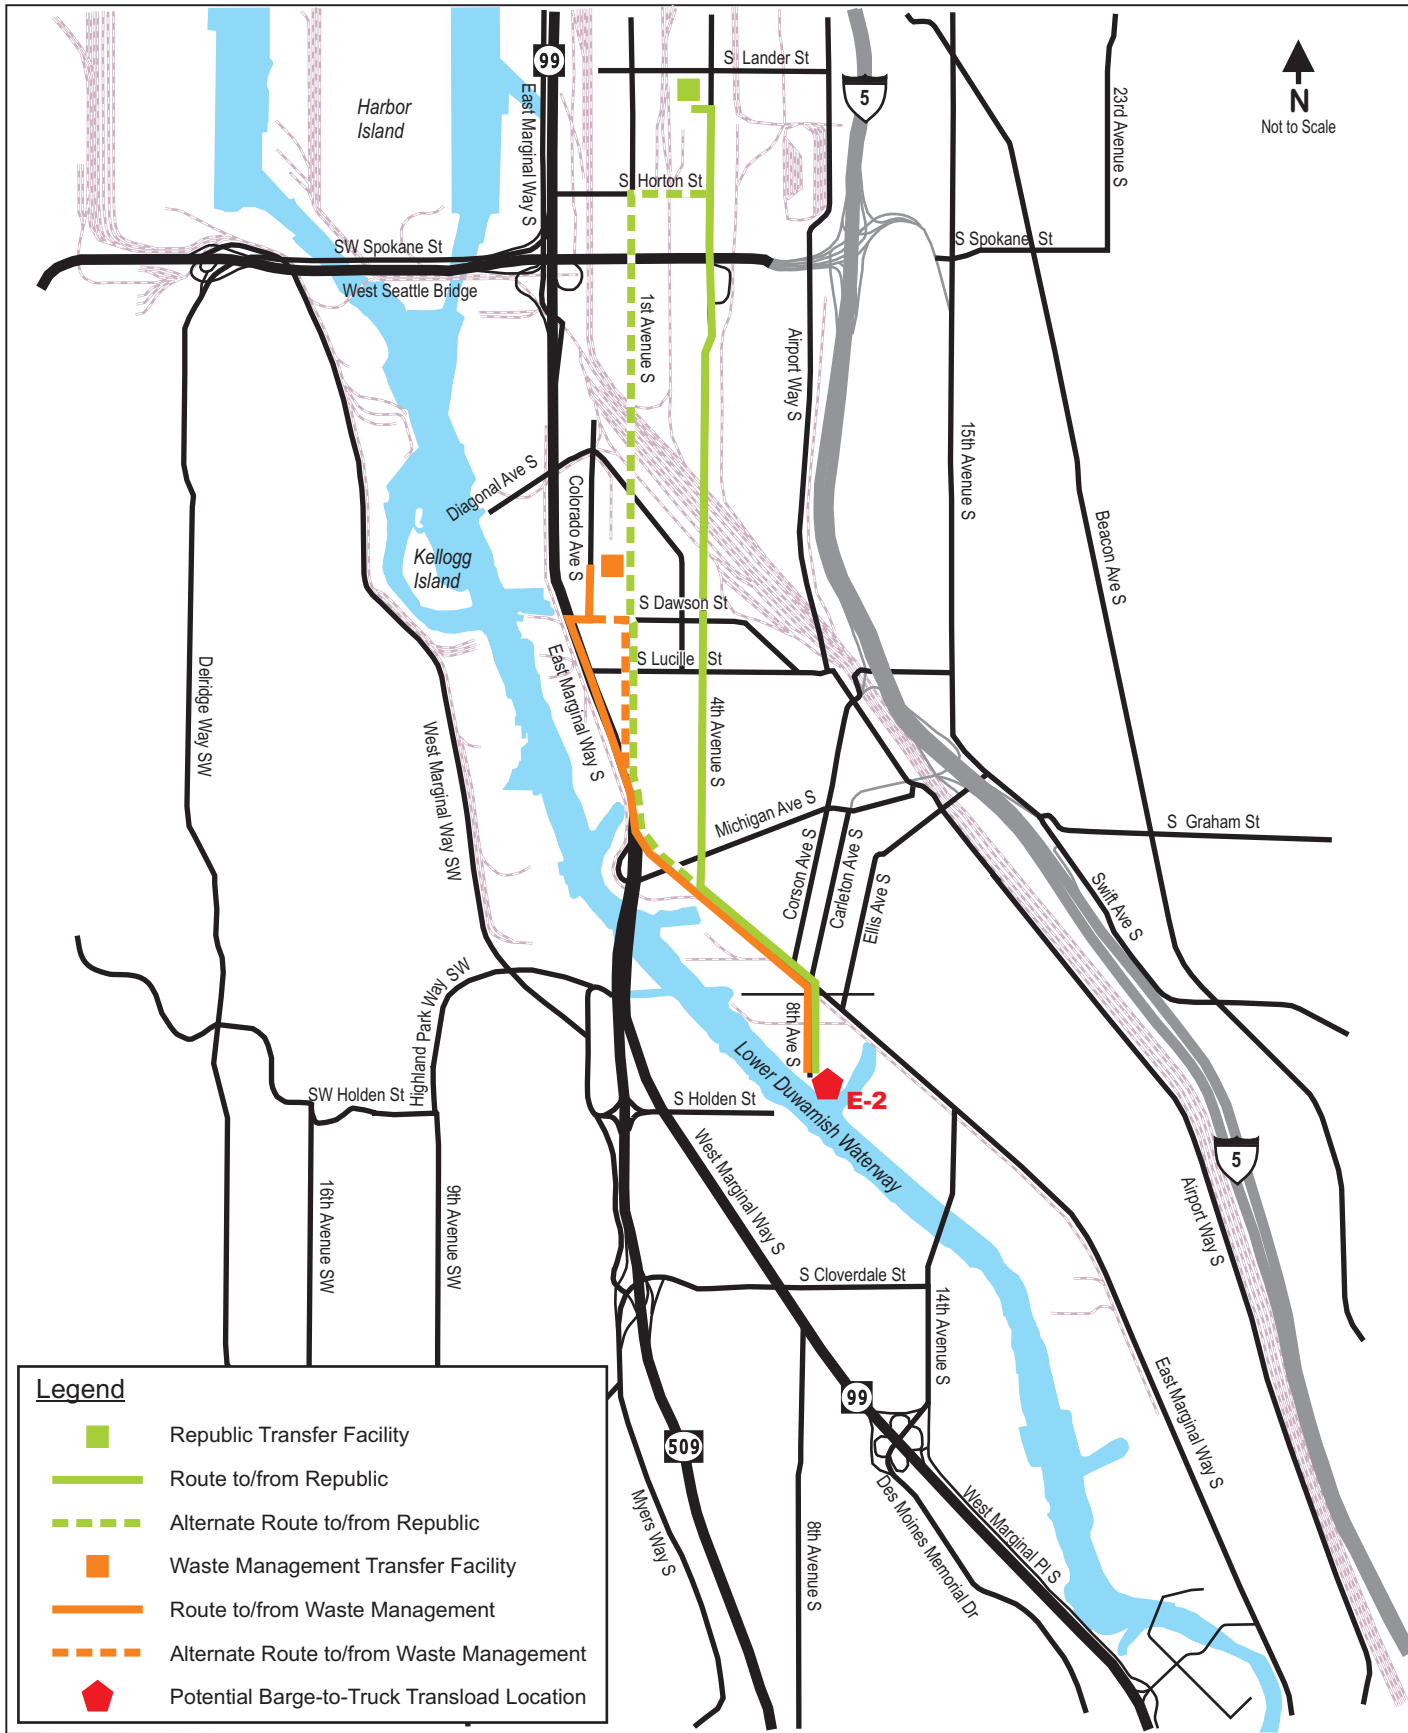 99
S Lander St
5
N
Not to Scale
Harbor
Island
East Marginal Way S
23rd Avenue S
S Horton St
SW Spokane St
S Spokane St
West Seattle Bridge
1st Avenue S
Airport Way S
15th Avenue S
Diagonal Ave S
Colorado Ave S
Beacon Ave S
Kellogg
Island
S Dawson St
S Lucille St
East Marginal Way S
Delridge Way SW
West Marginal Way SW
4th Avenue S
Michigan Ave S
S Graham St
Corson Ave S
Carleton Ave S
Ellis Ave S
Swift Ave S
Highland Park Way SW
8th Ave S
Lower Duwamish Waterway
E-2
SW Holden St
S Holden St
West Marginal Way S
5
16th Avenue SW
9th Avenue SW
Airport Way S
S Cloverdale St
14th Avenue S
East Marginal Way S
99
509
Myers Way S
8th Avenue S
Des Moines Memorial Dr
West Marginal Pl S
Legend
Republic Transfer Facility
Route to/from Republic
Alternate Route to/from Republic
Waste Management Transfer Facility
Route to/from Waste Management
Alternate Route to/from Waste Management
Potential Barge-to-Truck Transload Location